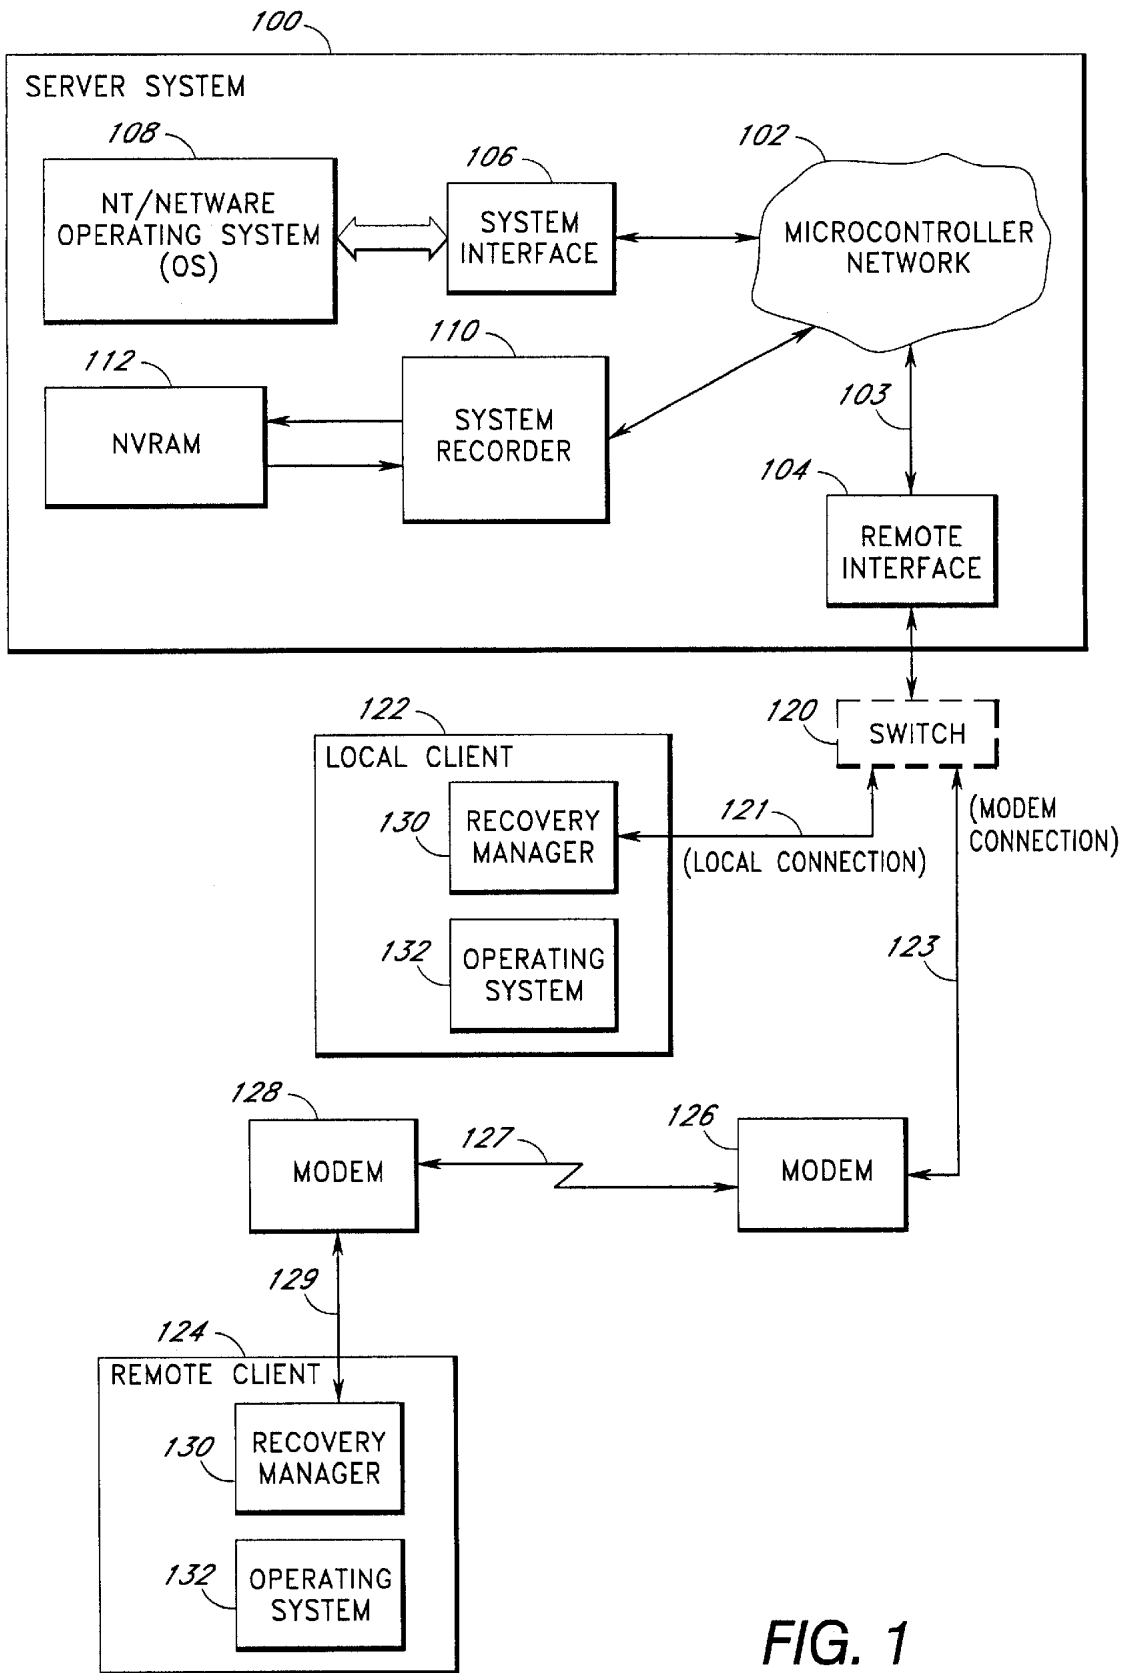 100
SERVER SYSTEM
108
NT/NETWARE
OPERATING SYSTEM
(OS)
106
SYSTEM
INTERFACE
102
MICROCONTROLLER
NETWORK
112
NVRAM
110
SYSTEM
RECORDER
103
104
REMOTE
INTERFACE
120
SWITCH
122
LOCAL CLIENT
130
RECOVERY
MANAGER
121
(LOCAL CONNECTION)
(MODEM
CONNECTION)
132
OPERATING
SYSTEM
123
128
MODEM
127
126
MODEM
129
124
REMOTE CLIENT
130
RECOVERY
MANAGER
132
OPERATING
SYSTEM
FIG. 1